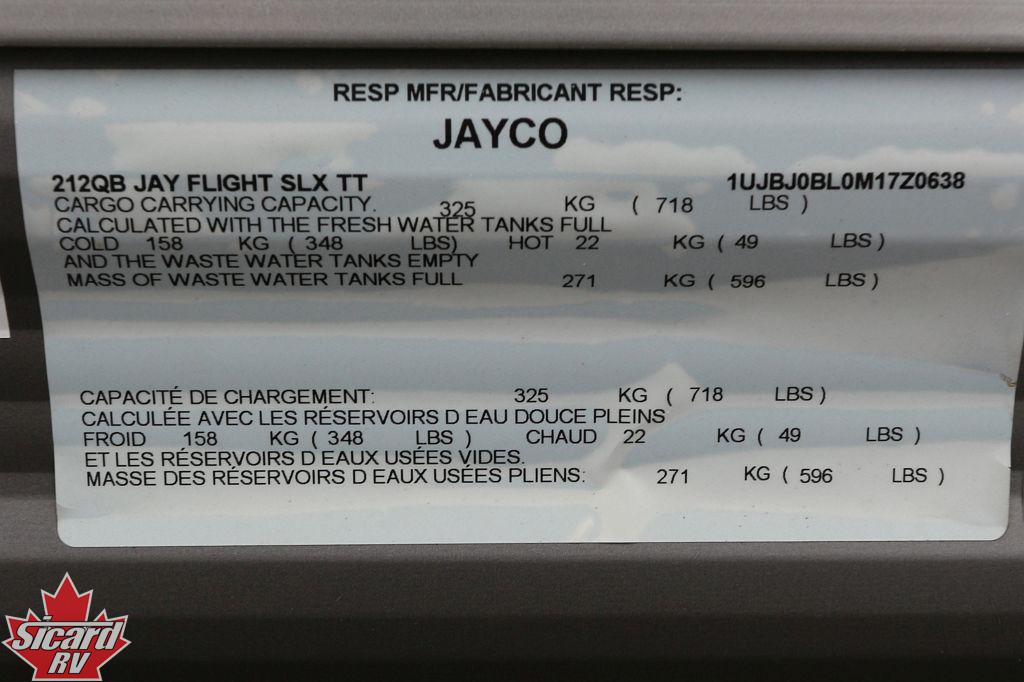 RESP MFR/FABRICANT RESP:
JAYCO
212QB JAY FLIGHT SLX TT 1UJBJ0BL0M17Z0638
CARGO CARRYING CAPACITY. 325 KG ( 718 LBS )
CALCULATED WITH THE FRESH WATER TANKS FULL
COLD 158 KG ( 348 LBS) HOT 22 KG ( 49 LBS )
AND THE WASTE WATER TANKS EMPTY
MASS OF WASTE WATER TANKS FULL 271 KG ( 596 LBS )
CAPACITÉ DE CHARGEMENT: 325 KG ( 718 LBS )
CALCULÉE AVEC LES RÉSERVOIRS D EAU DOUCE PLEINS
FROID 158 KG ( 348 LBS ) CHAUD 22 KG ( 49 LBS )
ET LES RÉSERVOIRS D EAUX USÉES VIDES.
MASSE DES RÉSERVOIRS D EAUX USÉES PLIENS: 271 KG ( 596 LBS )
Sicard
RV